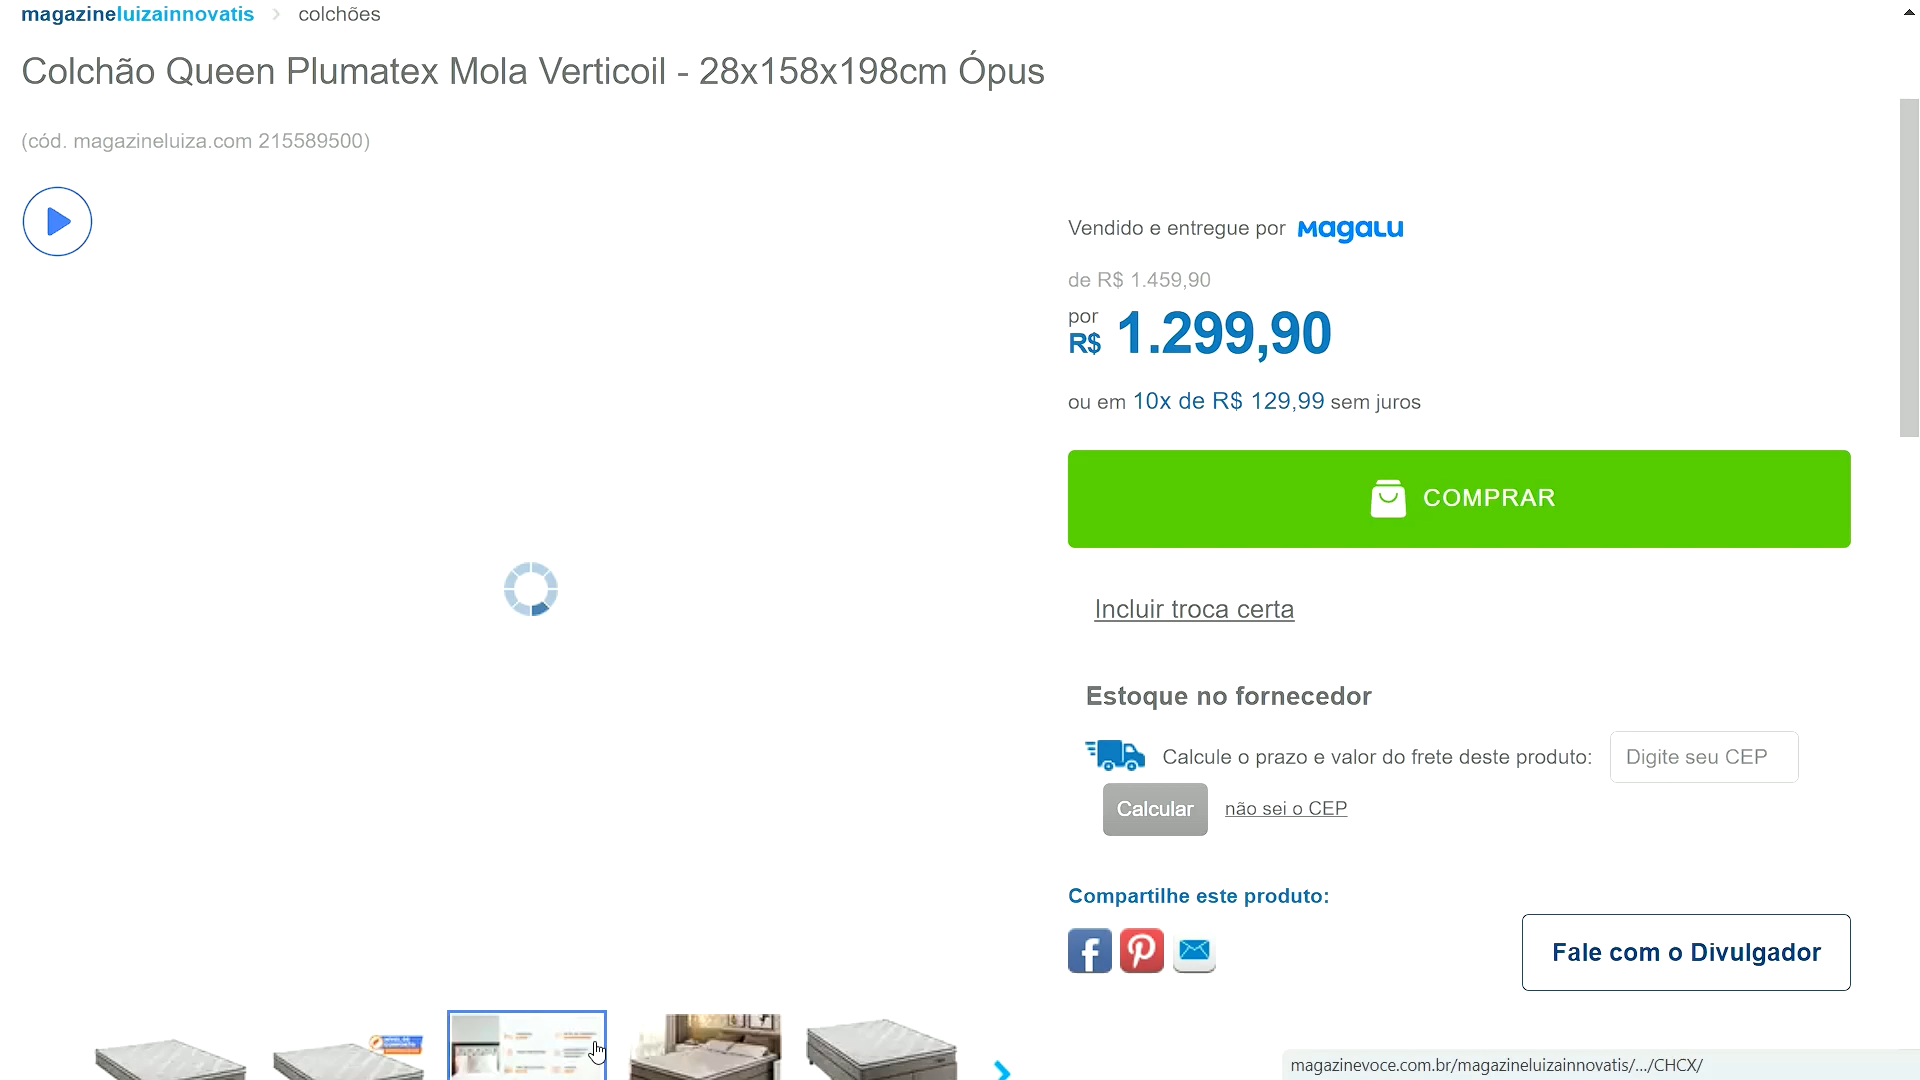 magazineluizainnovatis > colchões
Colchão Queen Plumatex Mola Verticoil - 28x158x198cm Ópus
(cód. magazineluiza.com 215589500)
Vendido e entregue por Magalu
de R$ 1.459,90
por
R$ 1.299,90
ou em 10x de R$ 129,99 sem juros
COMPRAR
Incluir troca certa
Estoque no fornecedor
Calcule o prazo e valor do frete deste produto: Digite seu CEP
Calcular não sei o CEP
Compartilhe este produto:
Fale com o Divulgador
magazinevoce.com.br/magazineluizainnovatis/.../CHCX/